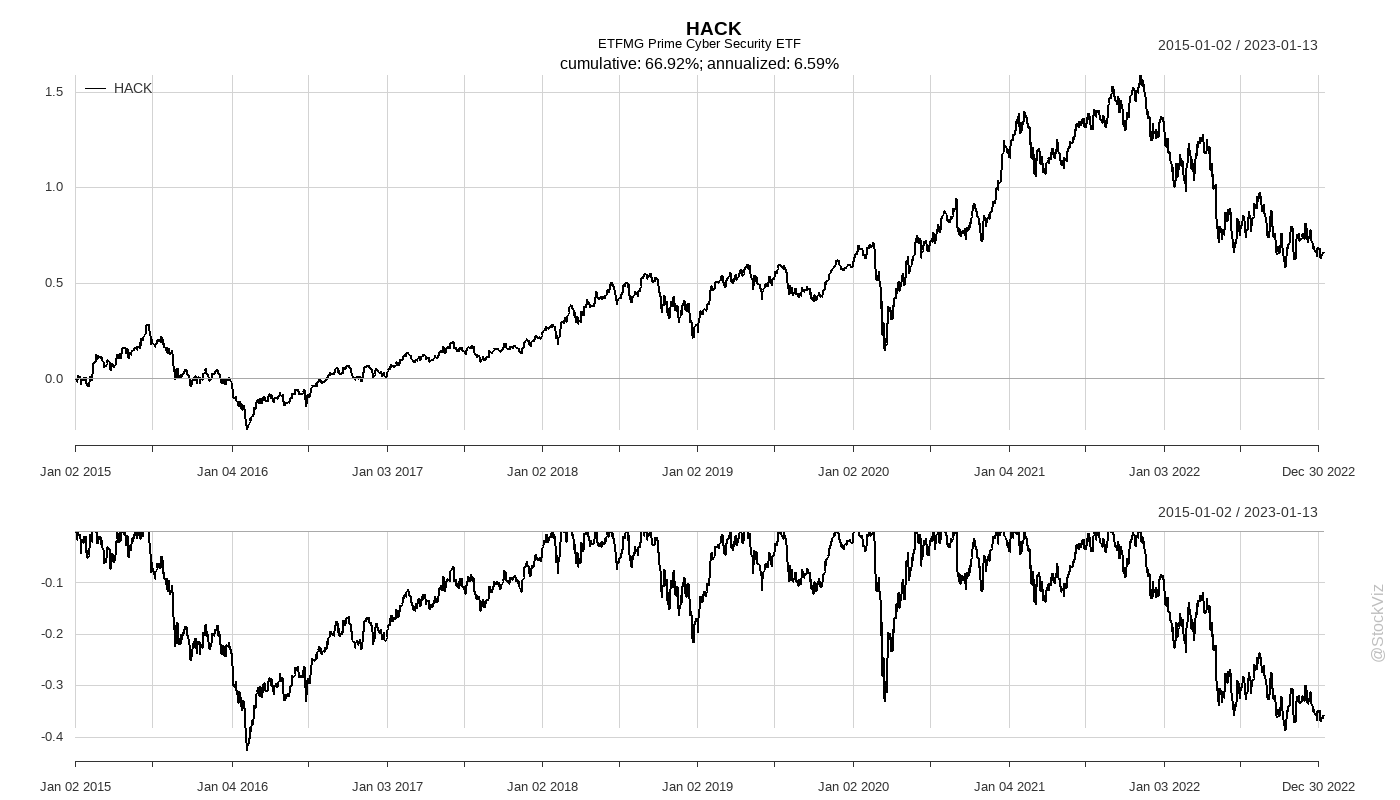 HACK
ETFMG Prime Cyber Security ETF
cumulative: 66.92%; annualized: 6.59%
2015-01-02 / 2023-01-13
HACK
1.5
1.0
0.5
0.0
Jan 02 2015 Jan 04 2016 Jan 03 2017 Jan 02 2018 Jan 02 2019 Jan 02 2020 Jan 04 2021 Jan 03 2022 Dec 30 2022
2015-01-02 / 2023-01-13
-0.1
-0.2
-0.3
-0.4
Jan 02 2015 Jan 04 2016 Jan 03 2017 Jan 02 2018 Jan 02 2019 Jan 02 2020 Jan 04 2021 Jan 03 2022 Dec 30 2022
@StockViz